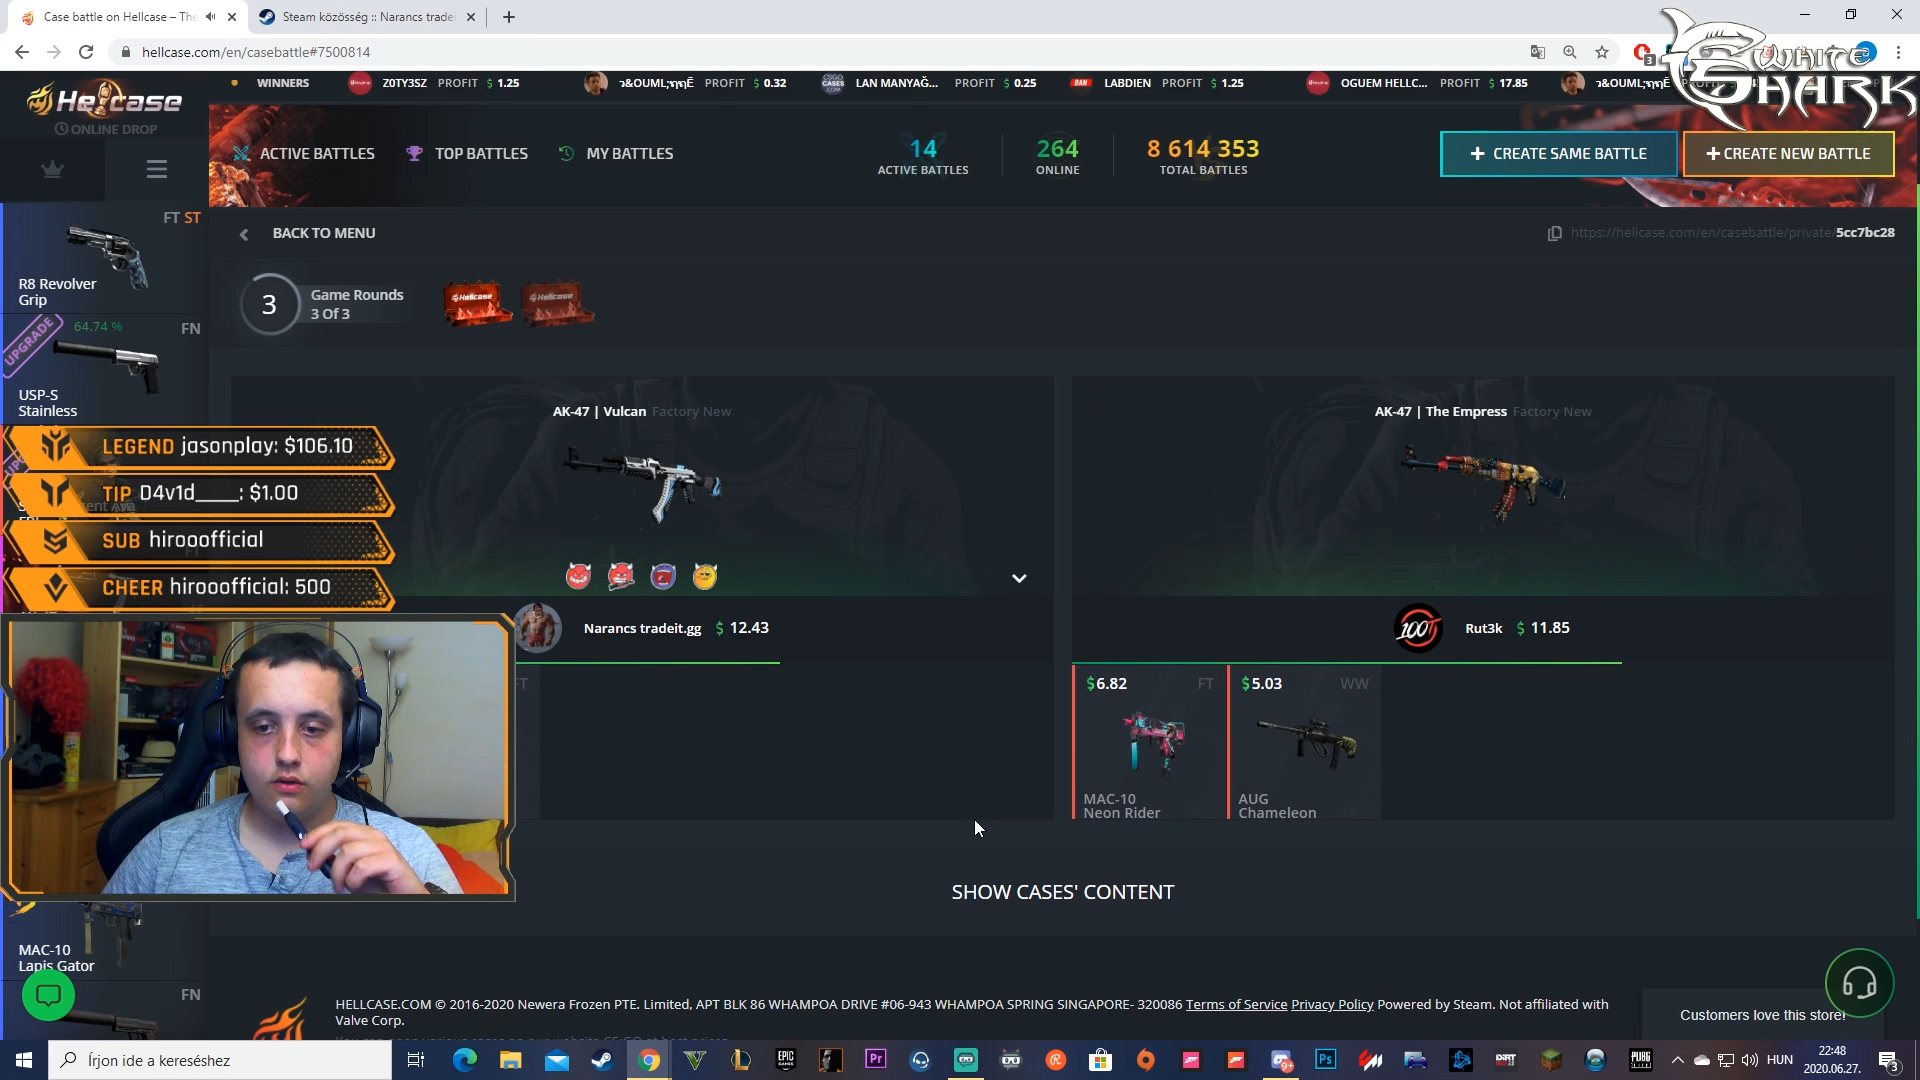 Case battle on Hellcase – The
Steam közösség :: Narancs tradei
hellcase.com/en/casebattle#7500814
WHITE SHARK
WINNERS
Z0TY3SZ PROFIT $ 1.25
PROFIT $ 0.32
LAN MANYAĞ... PROFIT $ 0.25
LABDIEN PROFIT $ 1.25
OGUEM HELLC... PROFIT $ 17.85
Hellcase
ONLINE DROP
ACTIVE BATTLES
TOP BATTLES
MY BATTLES
14
ACTIVE BATTLES
264
ONLINE
8 614 353
TOTAL BATTLES
+ CREATE SAME BATTLE
+ CREATE NEW BATTLE
BACK TO MENU
https://hellcase.com/en/casebattle/private/5cc7bc28
3
Game Rounds
3 Of 3
FT ST
R8 Revolver
Grip
UPGRADE
64.74 %
FN
USP-S
Stainless
AK-47 | Vulcan Factory New
AK-47 | The Empress Factory New
LEGEND jasonplay: $106.10
TIP D4v1d____: $1.00
SUB hirooofficial
CHEER hirooofficial: 500
Narancs tradeit.gg $ 12.43
100T
Rut3k $ 11.85
FT
$6.82 FT
MAC-10
Neon Rider
$5.03 WW
AUG
Chameleon
SHOW CASES' CONTENT
MAC-10
Lapis Gator
FN
HELLCASE.COM © 2016-2020 Newera Frozen PTE. Limited, APT BLK 86 WHAMPOA DRIVE #06-943 WHAMPOA SPRING SINGAPORE- 320086 Terms of Service Privacy Policy Powered by Steam. Not affiliated with
Valve Corp.
Customers love this store!
Írjon ide a kereséshez
HUN
22:48
2020.06.27.
3